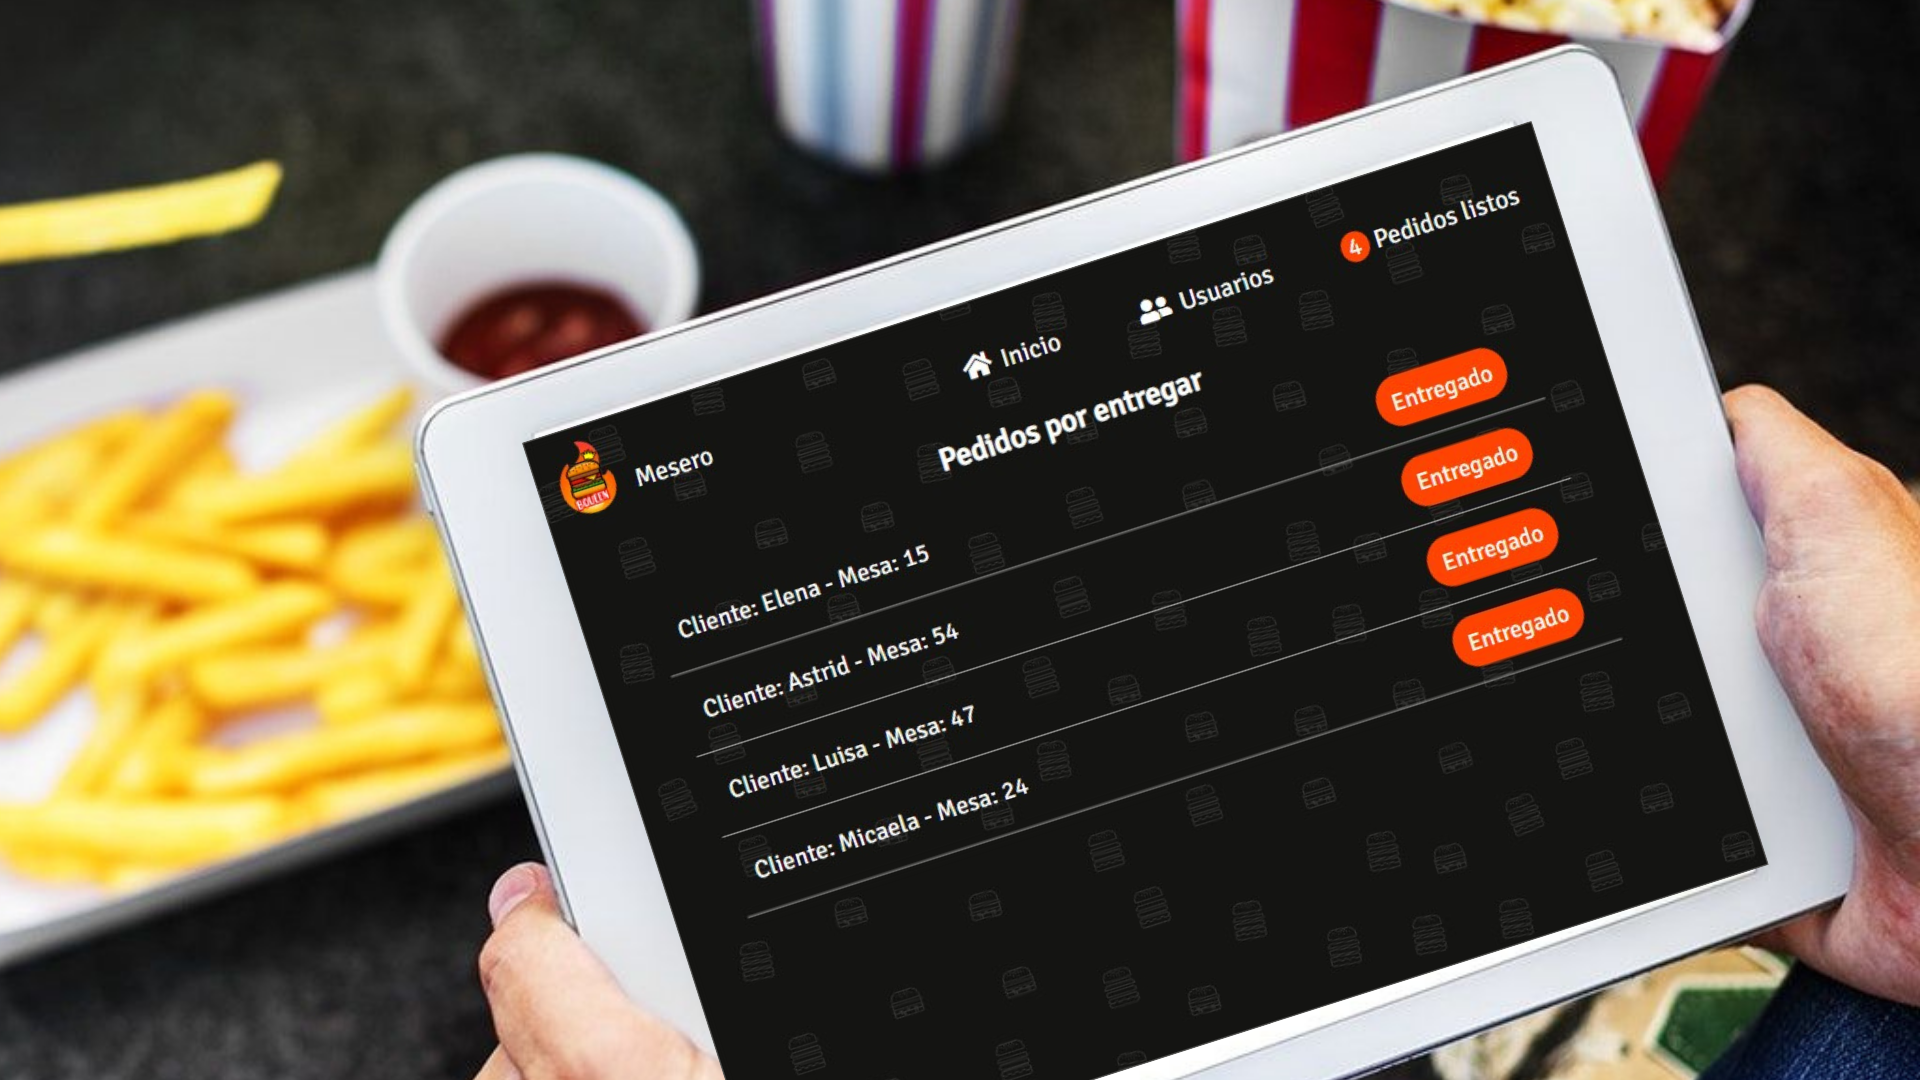 BQUEEN
Mesero
Inicio
Usuarios
4 Pedidos listos
Pedidos por entregar
Cliente: Elena - Mesa: 15
Entregado
Cliente: Astrid - Mesa: 54
Entregado
Cliente: Luisa - Mesa: 47
Entregado
Cliente: Micaela - Mesa: 24
Entregado